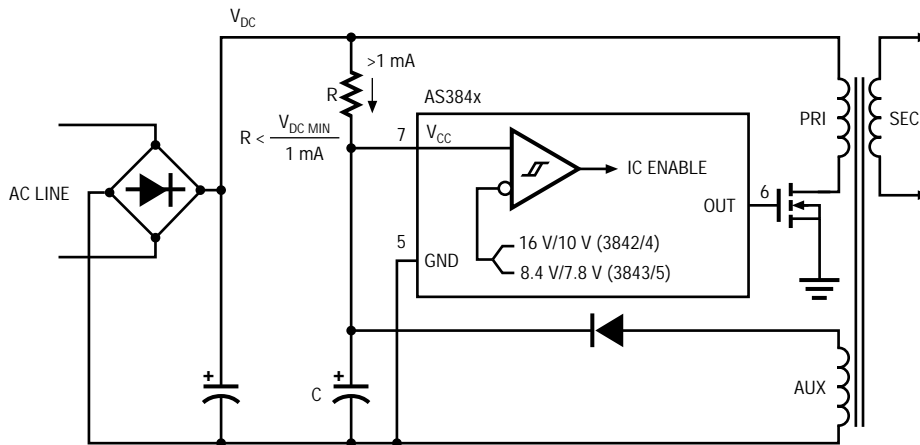 V_DC
>1 mA
R
AS384x
R < V_DC MIN / 1 mA
7
V_CC
PRI
SEC
AC LINE
IC ENABLE
OUT
6
5
GND
16 V/10 V (3842/4)
8.4 V/7.8 V (3843/5)
+
+
C
AUX